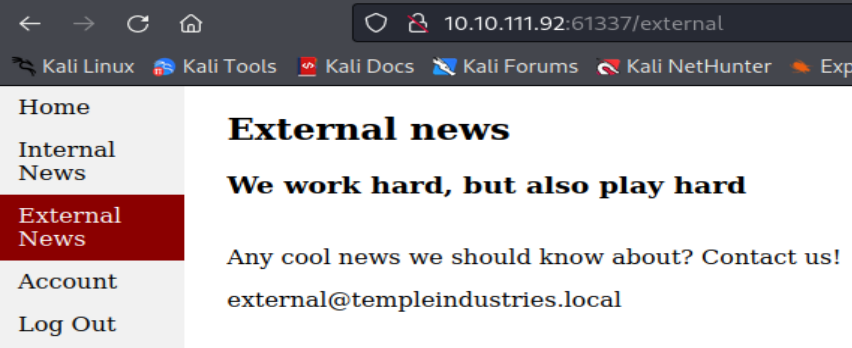 10.10.111.92:61337/external
Kali Linux Kali Tools Kali Docs Kali Forums Kali NetHunter Exp
Home
Internal
News
External
News
Account
Log Out
External news
We work hard, but also play hard
Any cool news we should know about? Contact us!
external@templeindustries.local